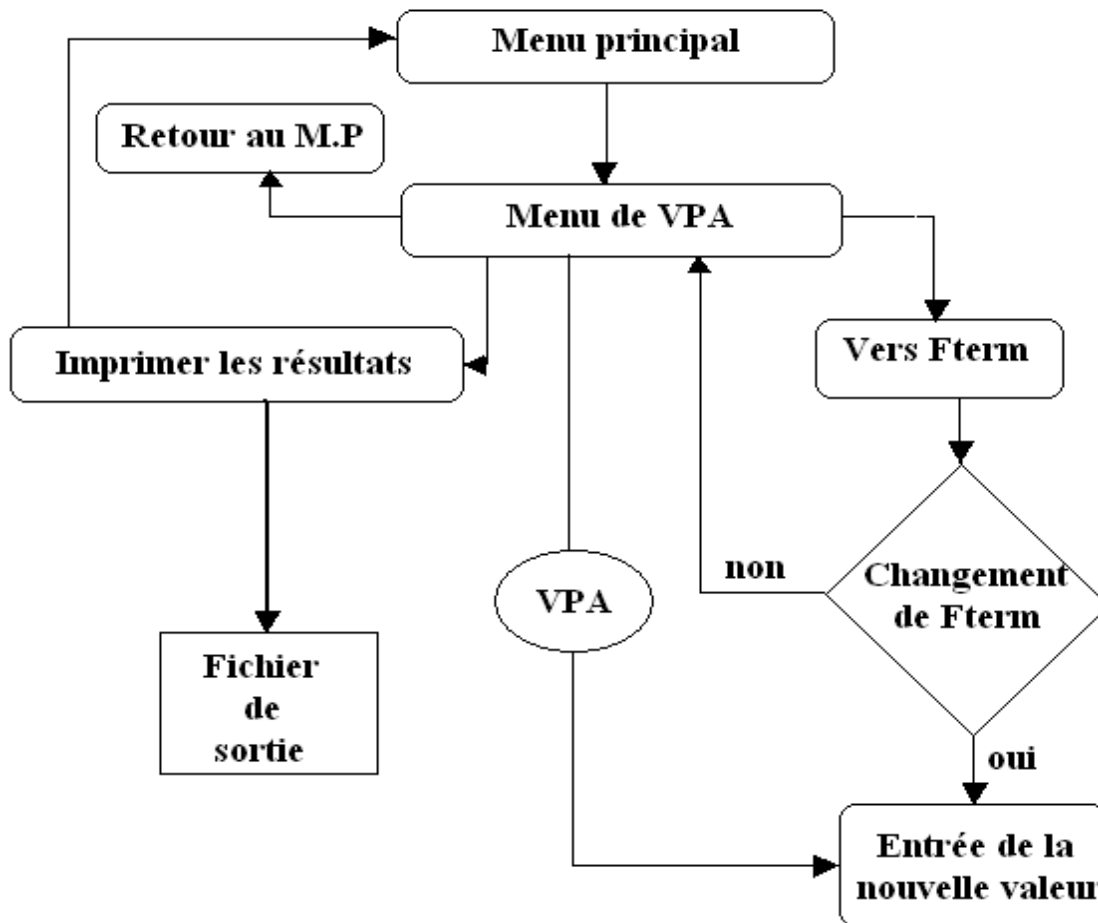 Menu principal
Retour au M.P
Menu de VPA
Imprimer les résultats
Vers Fterm
non
Changement
de Fterm
VPA
Fichier
de
sortie
oui
Entrée de la
nouvelle valeur